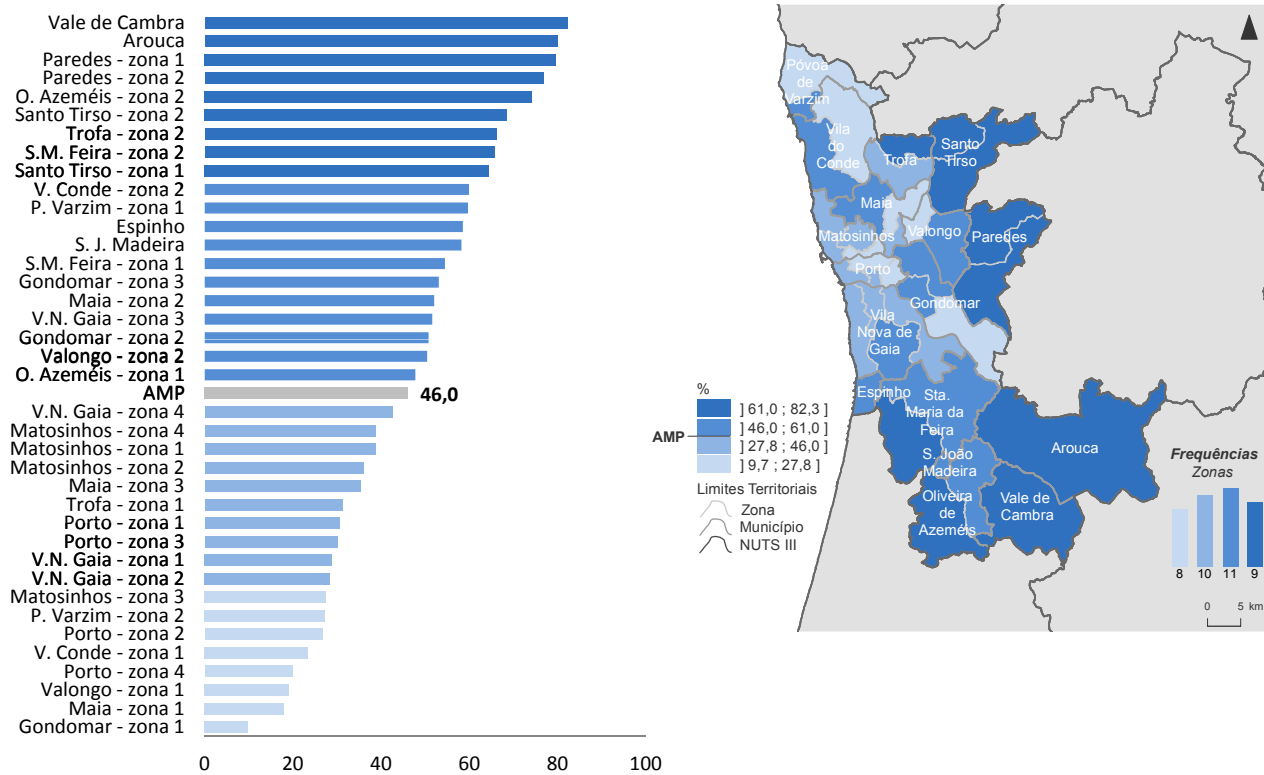 Vale de Cambra
Arouca
Paredes - zona 1
Paredes - zona 2
O. Azeméis - zona 2
Santo Tirso - zona 2
Trofa - zona 2
S.M. Feira - zona 2
Santo Tirso - zona 1
V. Conde - zona 2
P. Varzim - zona 1
Espinho
S. J. Madeira
S.M. Feira - zona 1
Gondomar - zona 3
Maia - zona 2
V.N. Gaia - zona 3
Gondomar - zona 2
Valongo - zona 2
O. Azeméis - zona 1
AMP 46,0
V.N. Gaia - zona 4
Matosinhos - zona 4
Matosinhos - zona 1
Matosinhos - zona 2
Maia - zona 3
Trofa - zona 1
Porto - zona 1
Porto - zona 3
V.N. Gaia - zona 1
V.N. Gaia - zona 2
Matosinhos - zona 3
P. Varzim - zona 2
Porto - zona 2
V. Conde - zona 1
Porto - zona 4
Valongo - zona 1
Maia - zona 1
Gondomar - zona 1
0 20 40 60 80 100
Póvoa
de
Varzim
Vila
do
Conde
Trofa
Santo
Tirso
Maia
Matosinhos
Valongo
Paredes
Porto
Gondomar
Vila
Nova de
Gaia
Espinho
Sta.
Maria da
Feira
Arouca
S. João
Madeira
Oliveira
de
Azeméis
Vale de
Cambra
%
] 61,0 ; 82,3 ]
] 46,0 ; 61,0 ]
AMP
] 27,8 ; 46,0 ]
] 9,7 ; 27,8 ]
Limites Territoriais
Zona
Município
NUTS III
Frequências
Zonas
8 10 11 9
0 5 km